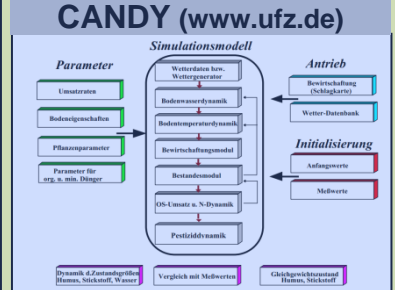 CANDY (www.ufz.de)
Simulationsmodell
Parameter
Umsatzraten
Bodeneigenschaften
Pflanzenparameter
Parameter für
org. u. min. Dünger
Wetterdaten bzw.
Wettergenerator
Bodenwasserdynamik
Bodentemperaturdynamik
Bewirtschaftungsmodul
Bestandesmodul
OS-Umsatz u. N-Dynamik
Pestiziddynamik
Antrieb
Bewirtschaftung
(Schlagkarte)
Wetter-Datenbank
Initialisierung
Anfangswerte
Meßwerte
Dynamik d.Zustandsgrößen
Humus, Stickstoff, Wasser
Vergleich mit Meßwerten
Gleichgewichtszustand
Humus, Stickstoff